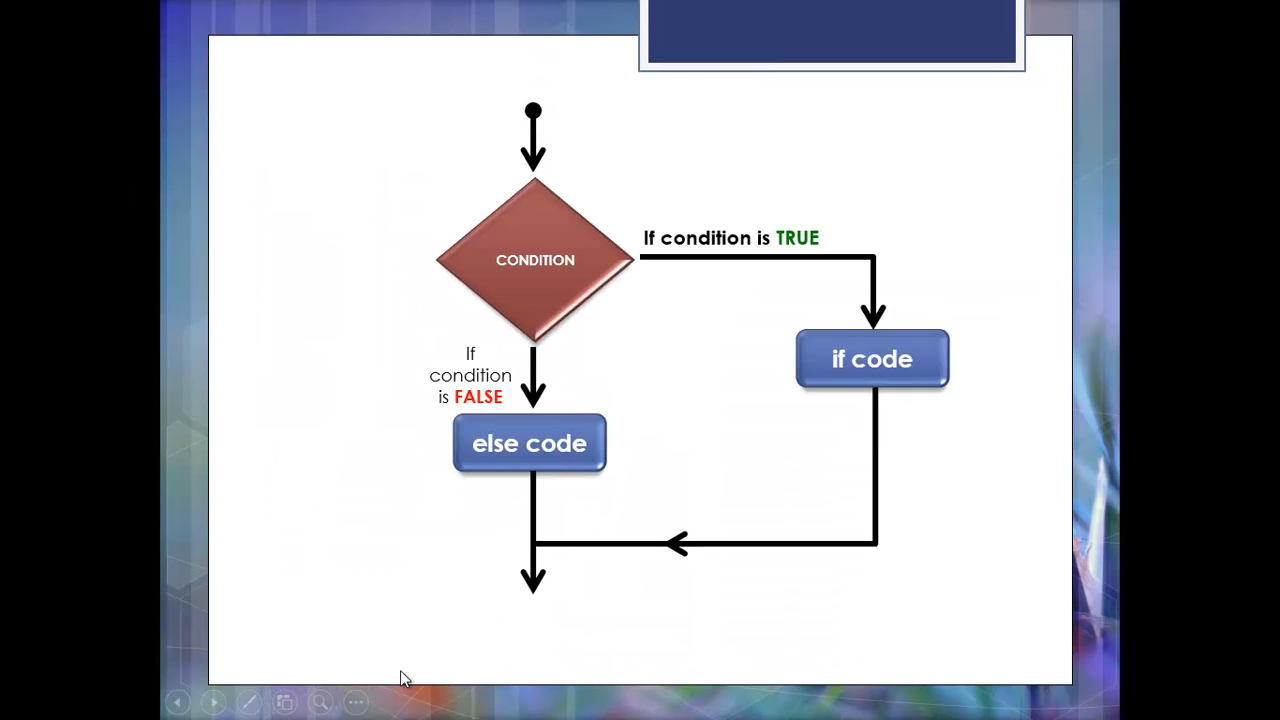 If condition is TRUE
CONDITION
If
condition
is FALSE
if code
else code